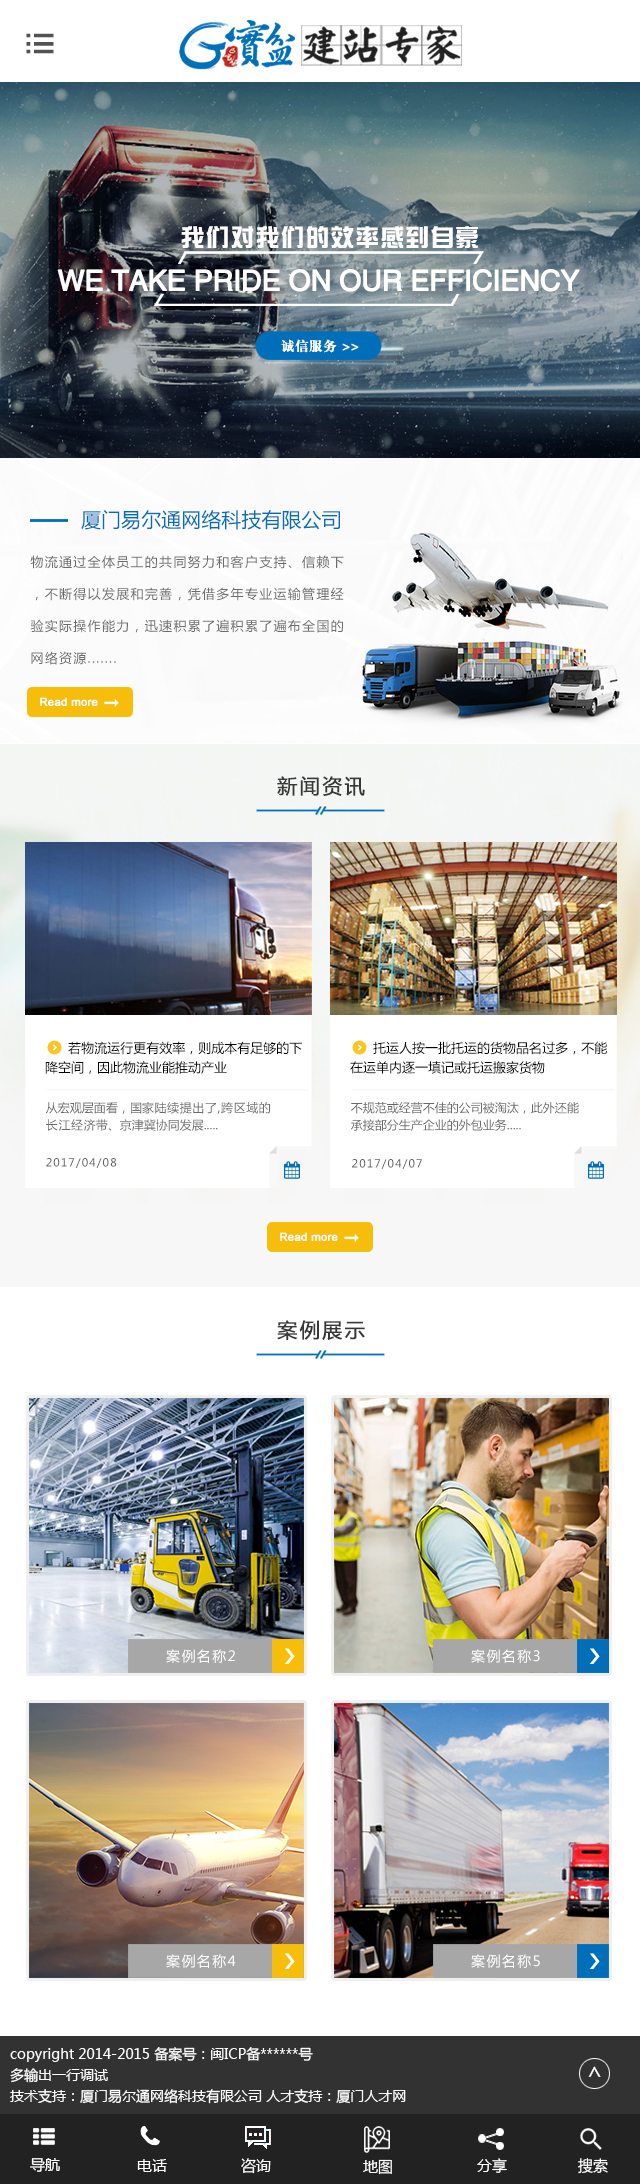 G寳盆 建站专家
我们对我们的效率感到自豪
WE TAKE PRIDE ON OUR EFFICIENCY
诚信服务 >>
厦门易尔通网络科技有限公司
物流通过全体员工的共同努力和客户支持、信赖下
，不断得以发展和完善，凭借多年专业运输管理经
验实际操作能力，迅速积累了遍积累了遍布全国的
网络资源.......
Read more
新闻资讯
若物流运行更有效率，则成本有足够的下
降空间，因此物流业能推动产业
从宏观层面看，国家陆续提出了,跨区域的
长江经济带、京津冀协同发展.....
2017/04/08
托运人按一批托运的货物品名过多，不能
在运单内逐一填记或托运搬家货物
不规范或经营不佳的公司被淘汰，此外还能
承接部分生产企业的外包业务.....
2017/04/07
Read more
案例展示
案例名称2
案例名称3
案例名称4
案例名称5
copyright 2014-2015 备案号：闽ICP备******号
多输出一行调试
技术支持：厦门易尔通网络科技有限公司 人才支持：厦门人才网
导航 电话 咨询 地图 分享 搜索